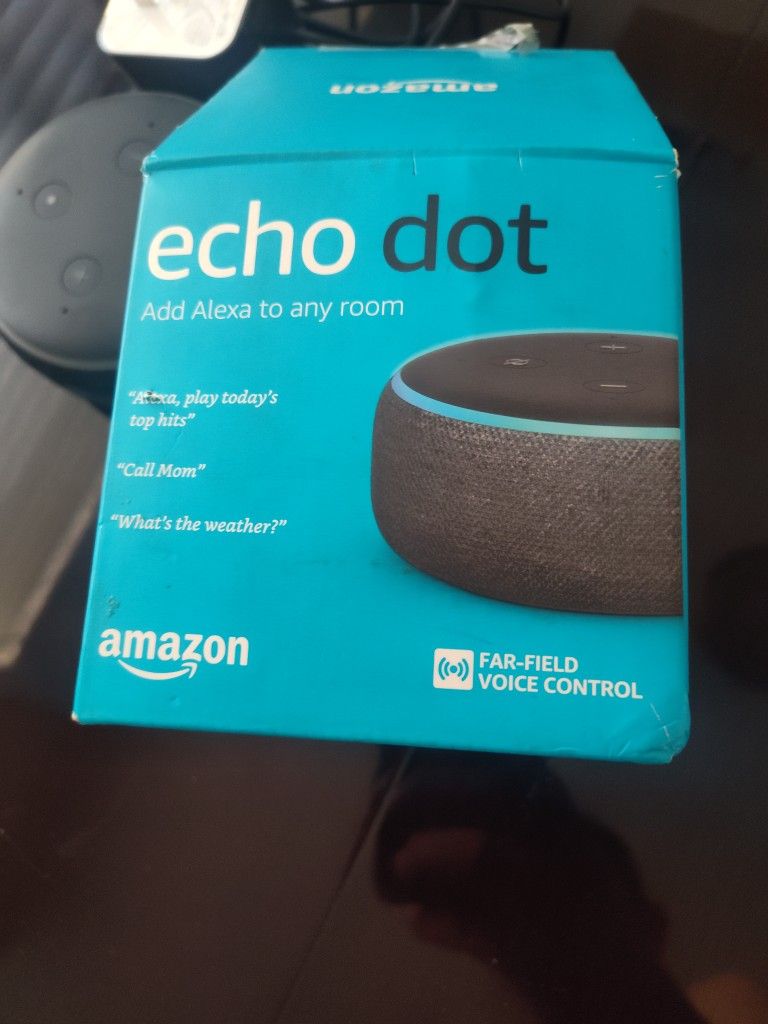 amazon
echo dot
Add Alexa to any room
“Alexa, play today’s
top hits”
“Call Mom”
“What’s the weather?”
amazon
FAR-FIELD
VOICE CONTROL